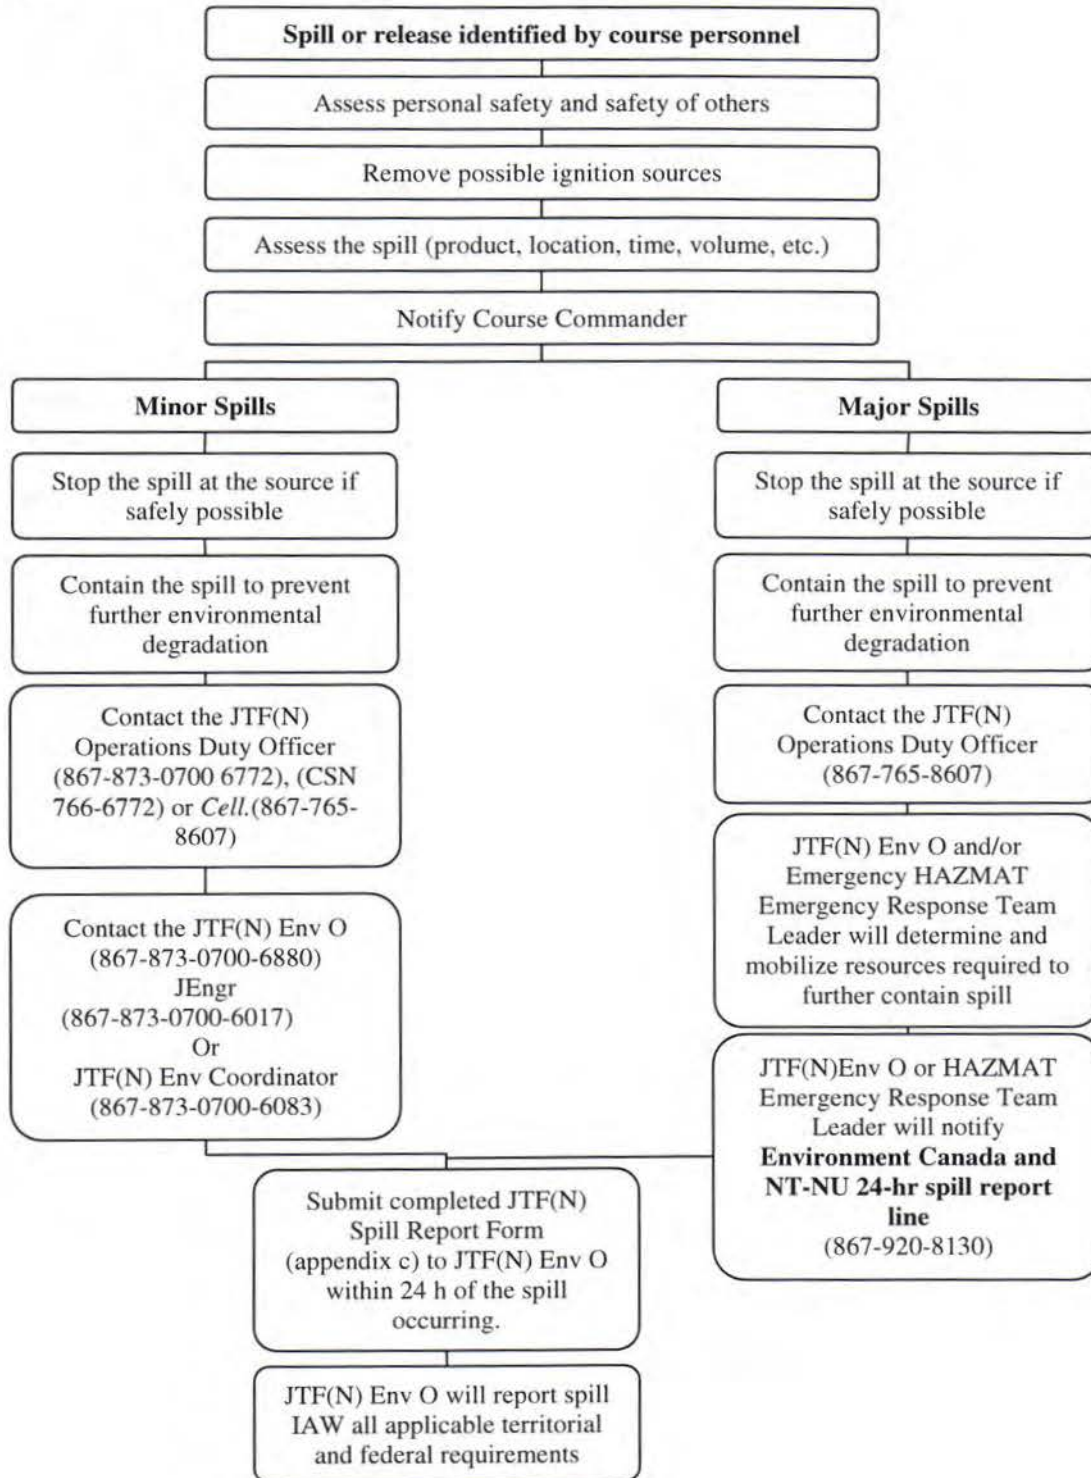 Spill or release identified by course personnel
Assess personal safety and safety of others
Remove possible ignition sources
Assess the spill (product, location, time, volume, etc.)
Notify Course Commander
Minor Spills
Stop the spill at the source if
safely possible
Contain the spill to prevent
further environmental
degradation
Contact the JTF(N)
Operations Duty Officer
(867-873-0700 6772), (CSN
766-6772) or Cell.(867-765-
8607)
Contact the JTF(N) Env O
(867-873-0700-6880)
JEngr
(867-873-0700-6017)
Or
JTF(N) Env Coordinator
(867-873-0700-6083)
Major Spills
Stop the spill at the source if
safely possible
Contain the spill to prevent
further environmental
degradation
Contact the JTF(N)
Operations Duty Officer
(867-765-8607)
JTF(N) Env O and/or
Emergency HAZMAT
Emergency Response Team
Leader will determine and
mobilize resources required to
further contain spill
JTF(N)Env O or HAZMAT
Emergency Response Team
Leader will notify
Environment Canada and
NT-NU 24-hr spill report
line
(867-920-8130)
Submit completed JTF(N)
Spill Report Form
(appendix c) to JTF(N) Env O
within 24 h of the spill
occurring.
JTF(N) Env O will report spill
IAW all applicable territorial
and federal requirements